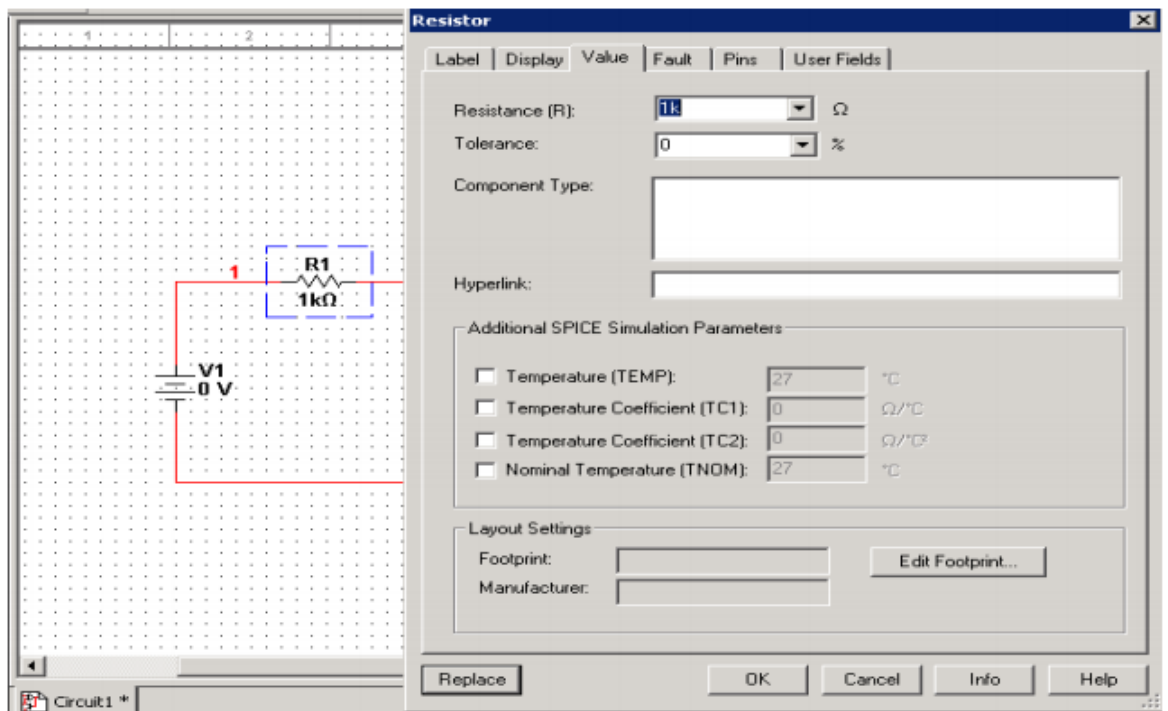 1 2
1
R1
1kΩ
V1
0 V
Circuit1 *
Resistor
Label Display Value Fault Pins User Fields
Resistance (R): 1k Ω
Tolerance: 0 %
Component Type:
Hyperlink:
Additional SPICE Simulation Parameters
Temperature (TEMP): 27 °C
Temperature Coefficient (TC1): 0 Ω/°C
Temperature Coefficient (TC2): 0 Ω/°C²
Nominal Temperature (TNOM): 27 °C
Layout Settings
Footprint: Edit Footprint...
Manufacturer:
Replace OK Cancel Info Help